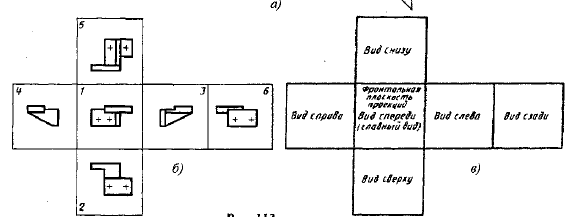 а)
5
4
1
3
6
2
б)
Вид снизу
Вид справа
Фронтальная
плоскость
проекций
Вид спереди
(главный вид)
Вид слева
Вид сзади
Вид сверху
в)